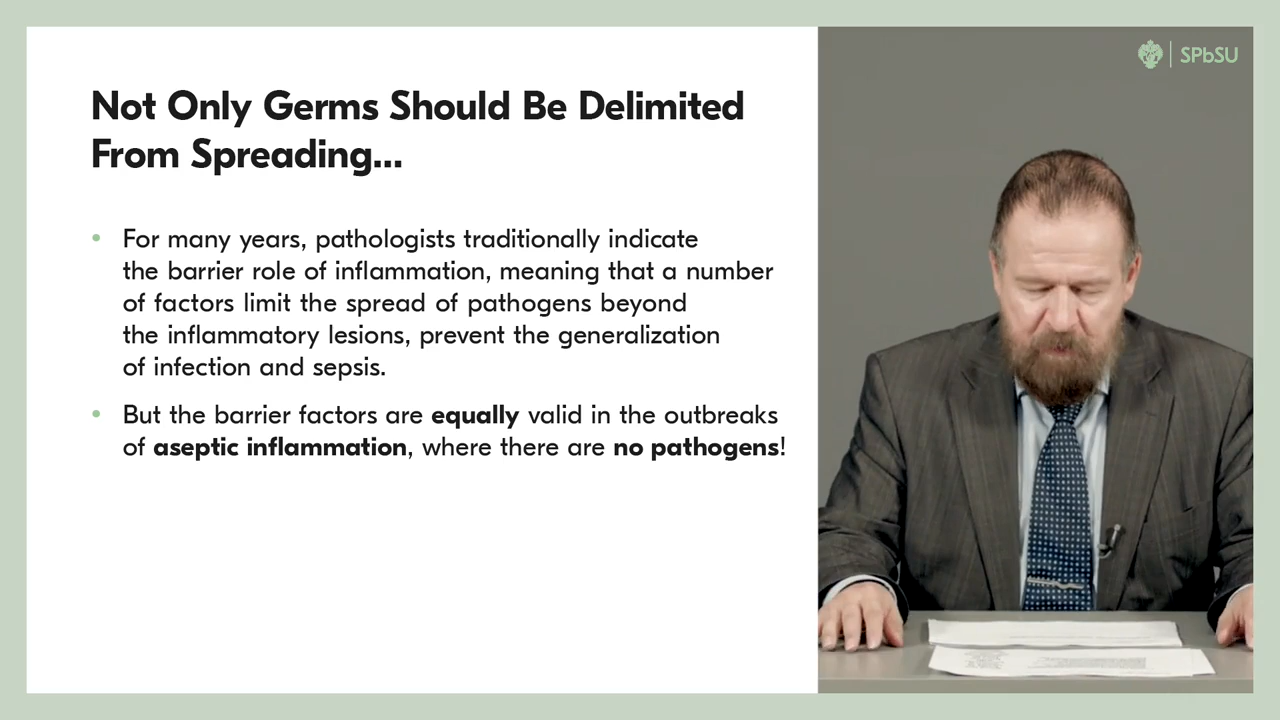 SPbSU
Not Only Germs Should Be Delimited
From Spreading...
• For many years, pathologists traditionally indicate
the barrier role of inflammation, meaning that a number
of factors limit the spread of pathogens beyond
the inflammatory lesions, prevent the generalization
of infection and sepsis.
• But the barrier factors are equally valid in the outbreaks
of aseptic inflammation, where there are no pathogens!